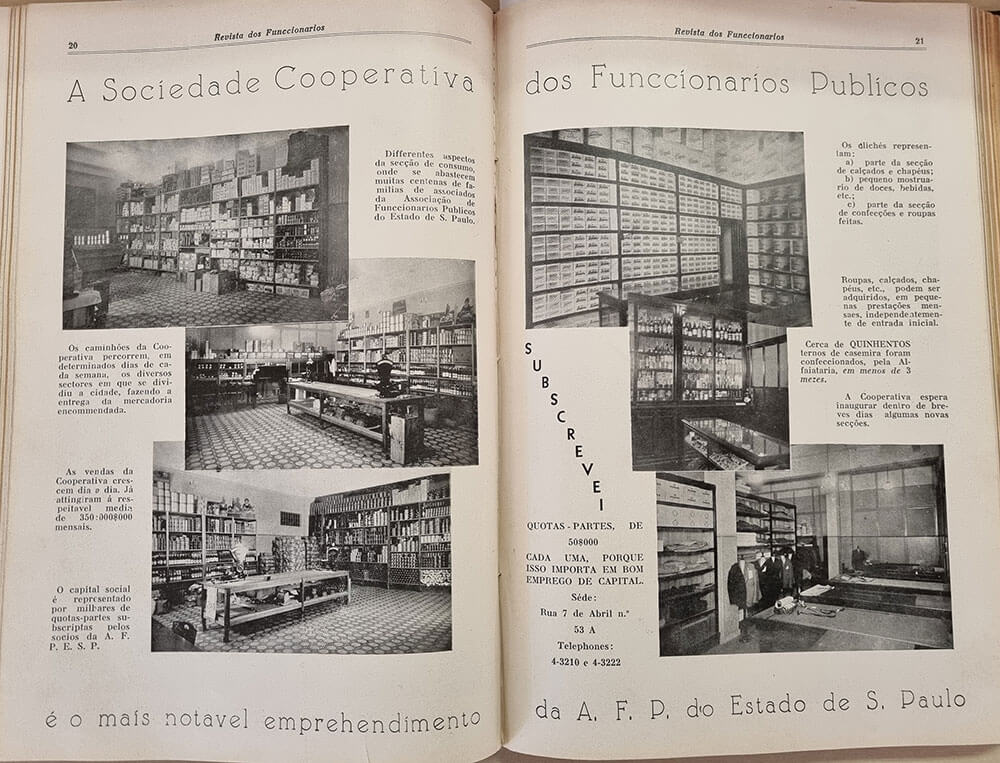 20
Revista dos Funccionarios
A Sociedade Cooperativa
Differentes aspectos
da secção de consumo,
onde se abastecem
muitas centenas de fa-
milias de associados
da Associação de
Funccionarios Publicos
do Estado de S. Paulo.
Os caminhões da Coo-
perativa percorrem, em
determinados dias de ca-
da semana, os diversos
sectores em que se divi-
diu a cidade, fazendo a
entrega da mercadoria
encommendada.
As vendas da
Cooperativa cres-
cem dia a dia. Já
attingiram á res-
peitavel media
de 350:000$000
mensais.
O capital social
é representado
por milhares de
quotas-partes su-
bscriptas pelos
socios da A. F.
P. E. S. P.
é o mais notavel emprehendimento
Revista dos Funccionarios
21
dos Funccionarios Publicos
Os clichés represen-
tam:
a) parte da secção
de calçados e chapéus;
b) pequeno mostrua-
rio de doces, bebidas,
etc.;
c) parte da secção
de confecções e roupas
feitas.
Roupas, calçados, cha-
péus, etc., podem ser
adquiridos, em peque-
nas prestações men-
saes, independentemen-
te de entrada inicial.
Cerca de QUINHENTOS
ternos de casemira foram
confeccionados, pela Al-
faiataria, em menos de 3
mezes.
A Cooperativa espera
inaugurar dentro de bre-
ves dias algumas novas
secções.
SUBSCREVEI
QUOTAS-PARTES, DE
50$000
CADA UMA, PORQUE
ISSO IMPORTA EM BOM
EMPREGO DE CAPITAL.
Séde:
Rua 7 de Abril n.º
53 A
Telephones:
4-3210 e 4-3222
da A. F. P. do Estado de S. Paulo